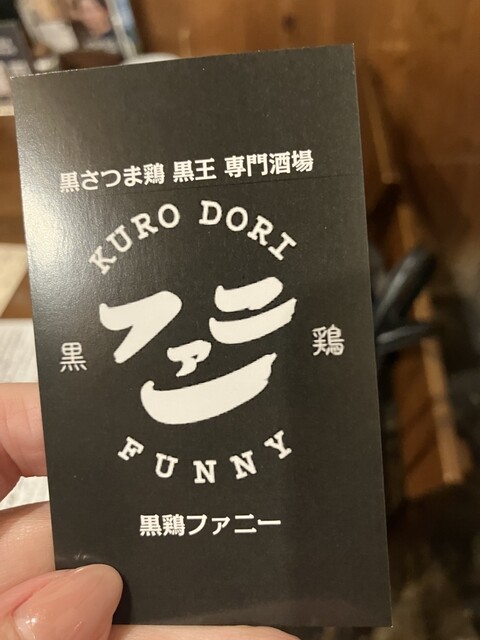 黒さつま鶏 黒王 専門酒場
KURO DORI
ファニー
黒 鶏
FUNNY
黒鶏ファニー